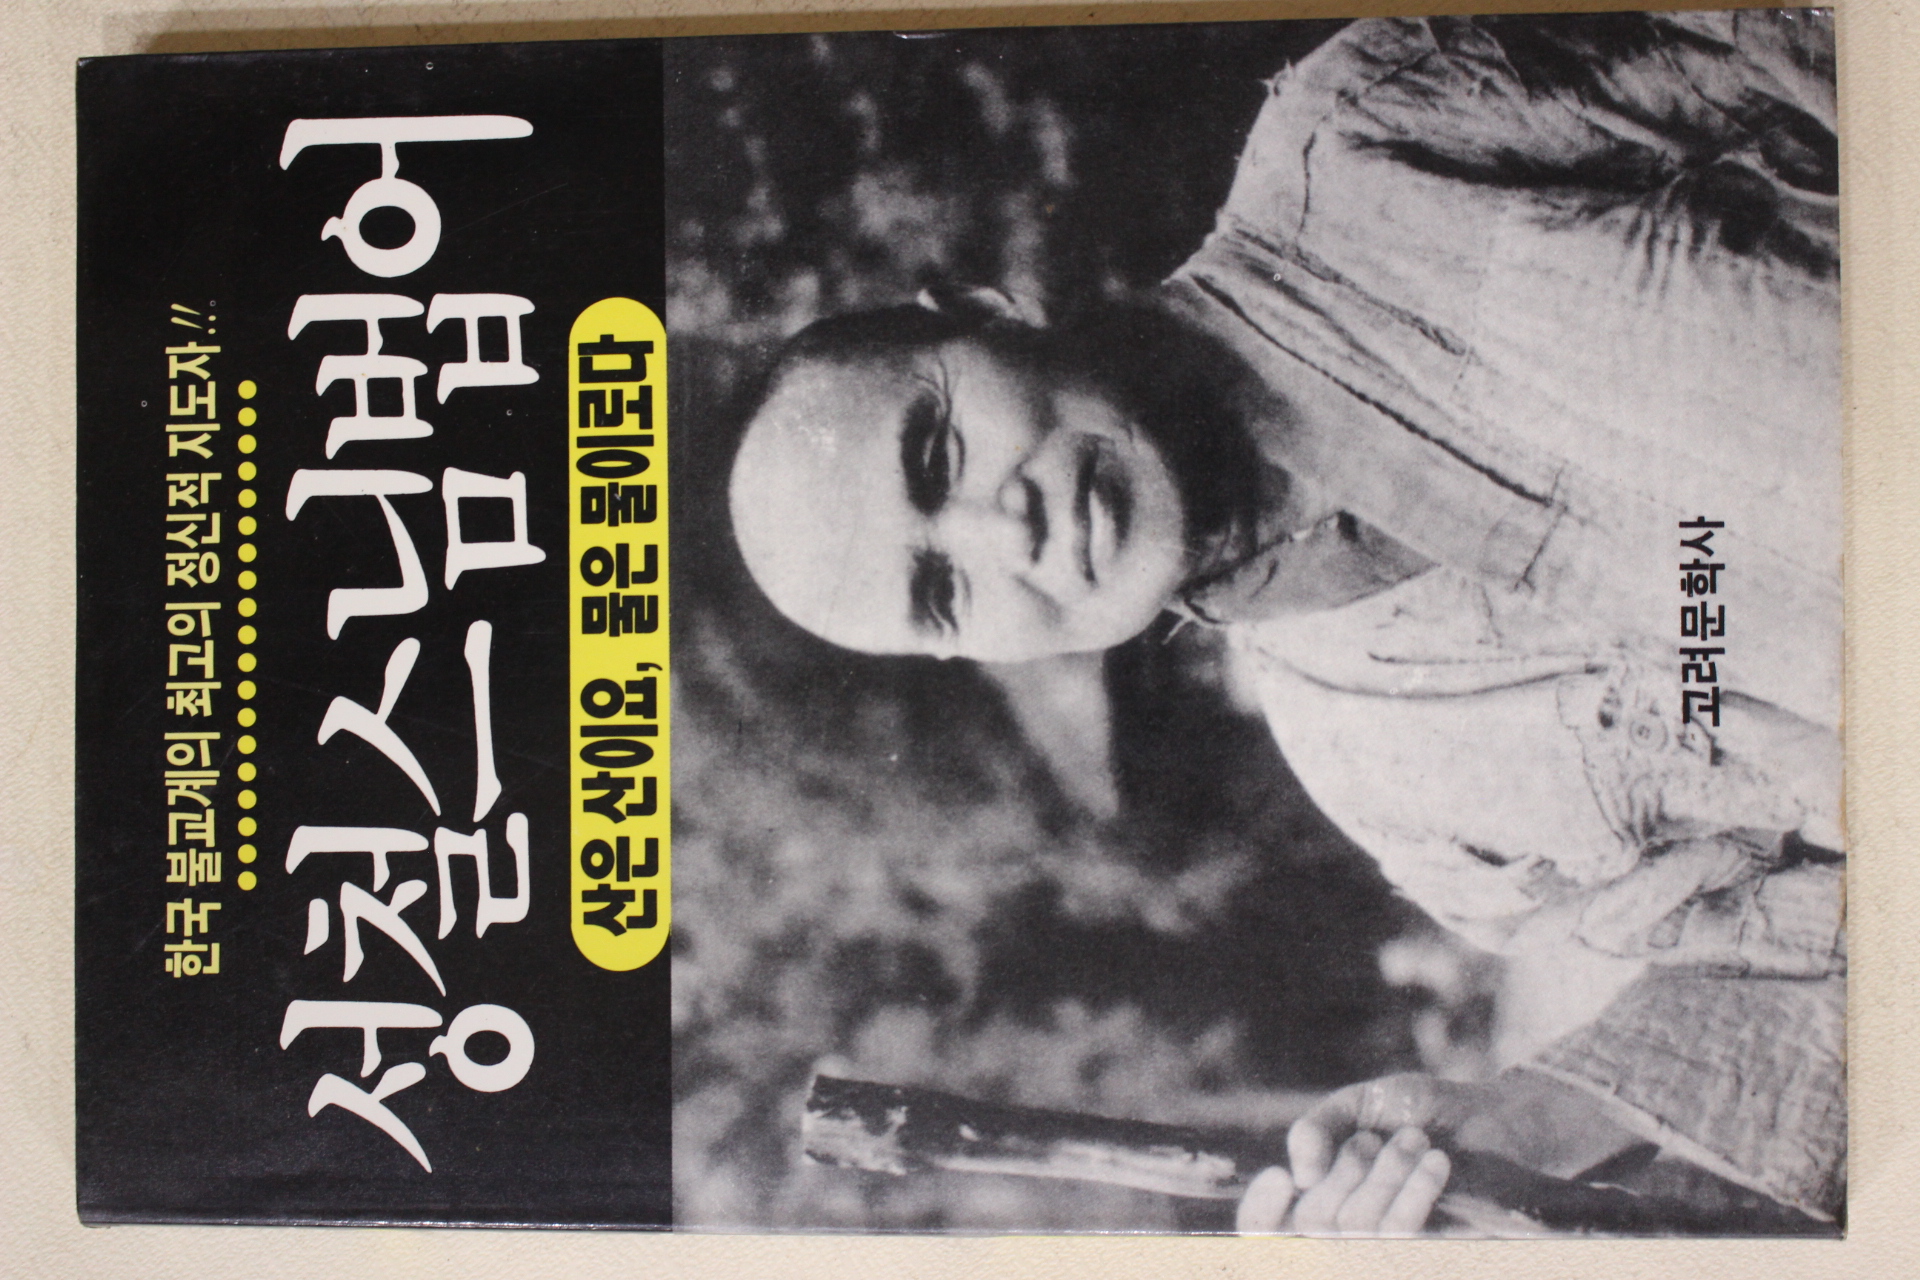 한국 불교계의 최고의 정신적 지도자!!…
성철스님법어
산은 산이요, 물은 물이로다
고려문학사